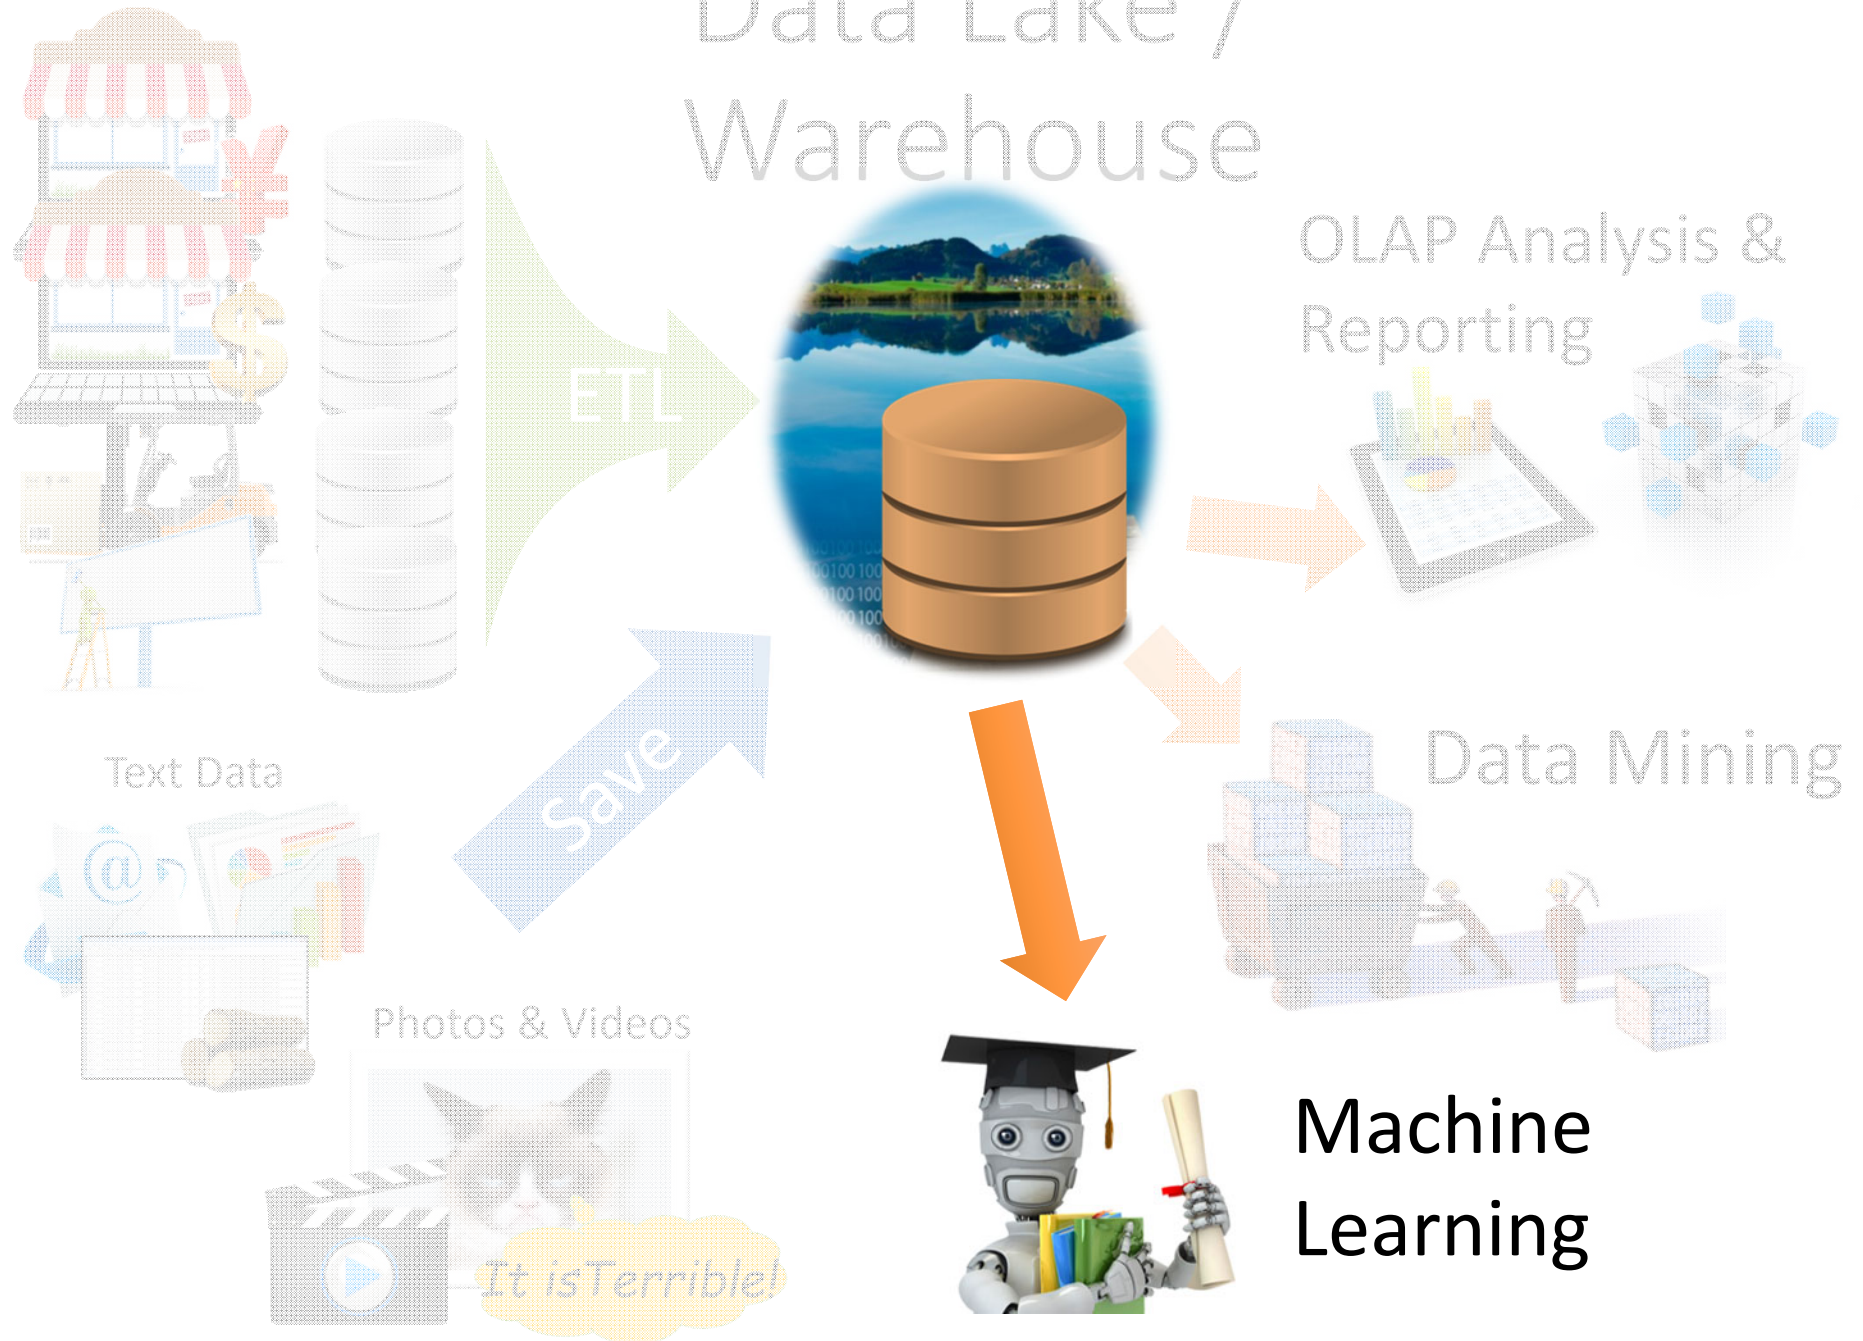 Data Lake /
Warehouse
OLAP Analysis &
Reporting
ETL
Save
Text Data
Data Mining
Photos & Videos
It is Terrible!
Machine
Learning